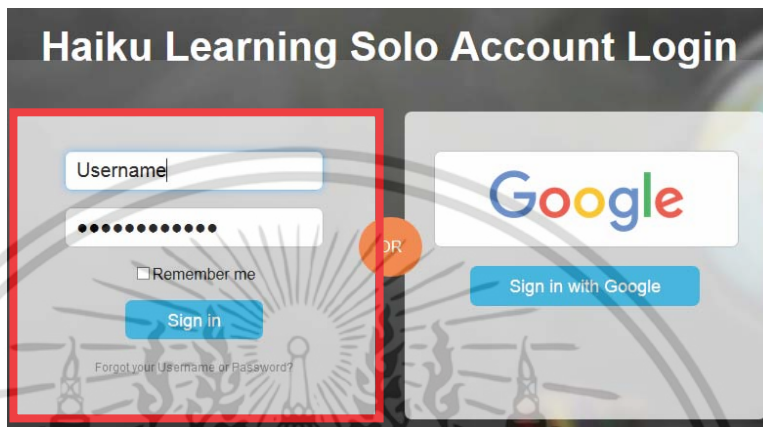 Haiku Learning Solo Account Login
Username
••••••••••••
Remember me
Sign in
Forgot your Username or Password?
OR
Google
Sign in with Google